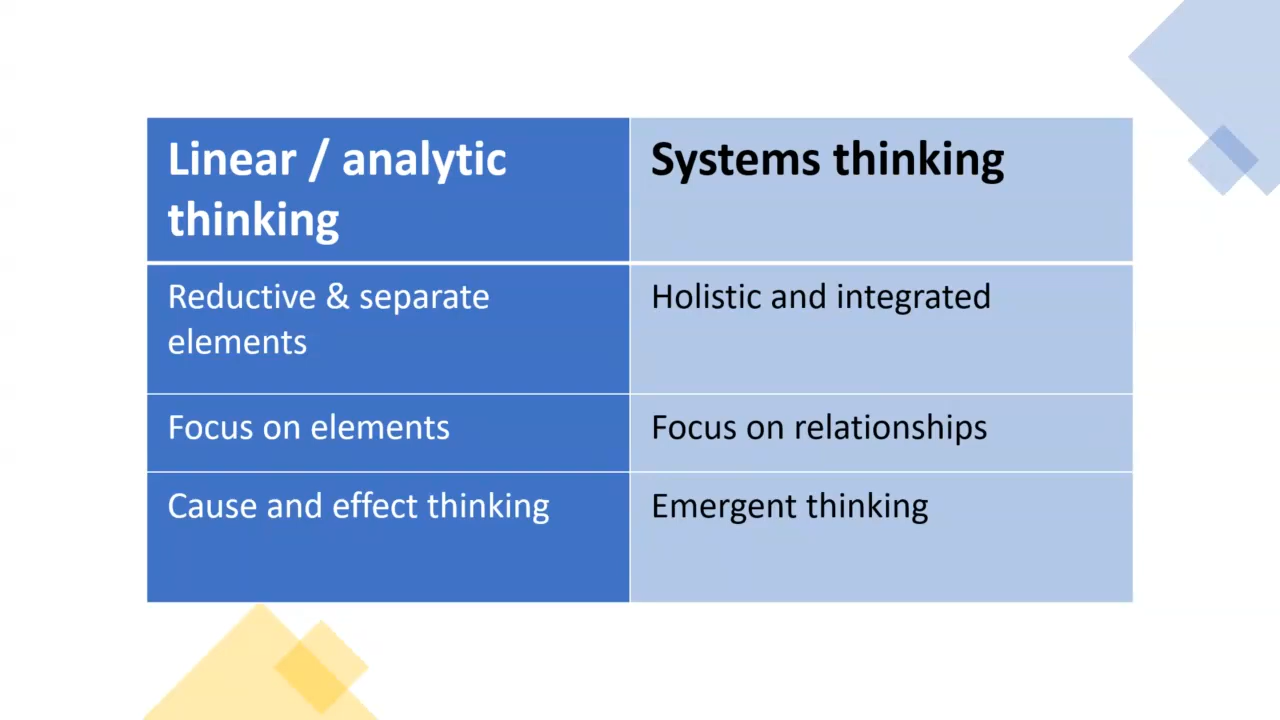 Linear / analytic
thinking
Systems thinking
Reductive & separate
elements
Holistic and integrated
Focus on elements
Focus on relationships
Cause and effect thinking
Emergent thinking